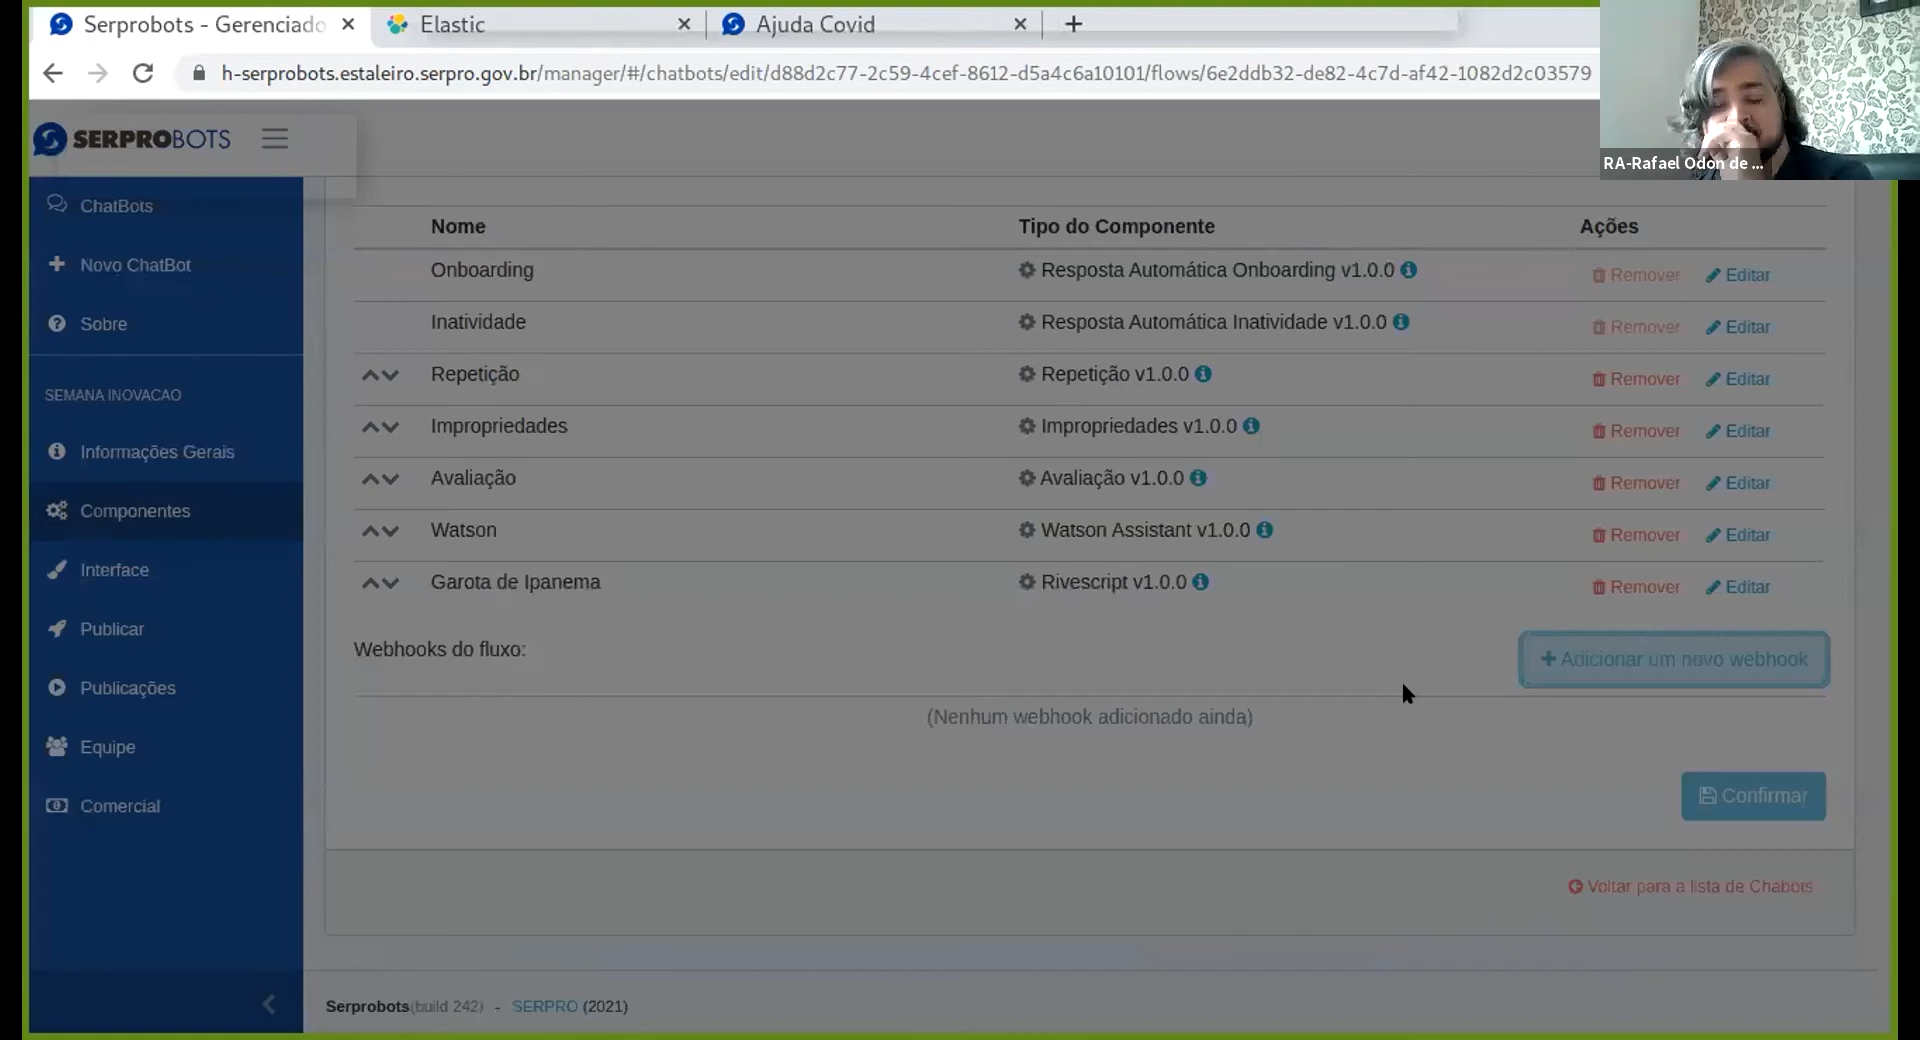 Serprobots - Gerenciado
Elastic
Ajuda Covid
h-serprobots.estaleiro.serpro.gov.br/manager/#/chatbots/edit/d88d2c77-2c59-4cef-8612-d5a4c6a10101/flows/6e2ddb32-de82-4c7d-af42-1082d2c03579
RA-Rafael Odon de ...
SERPROBOTS
ChatBots
Novo ChatBot
Sobre
SEMANA INOVACAO
Informações Gerais
Componentes
Interface
Publicar
Publicações
Equipe
Comercial
Nome Tipo do Componente Ações
Onboarding Resposta Automática Onboarding v1.0.0 Remover Editar
Inatividade Resposta Automática Inatividade v1.0.0 Remover Editar
Repetição Repetição v1.0.0 Remover Editar
Impropriedades Impropriedades v1.0.0 Remover Editar
Avaliação Avaliação v1.0.0 Remover Editar
Watson Watson Assistant v1.0.0 Remover Editar
Garota de Ipanema Rivescript v1.0.0 Remover Editar
Webhooks do fluxo: + Adicionar um novo webhook
(Nenhum webhook adicionado ainda)
Confirmar
Voltar para a lista de Chabots
Serprobots(build 242) - SERPRO (2021)